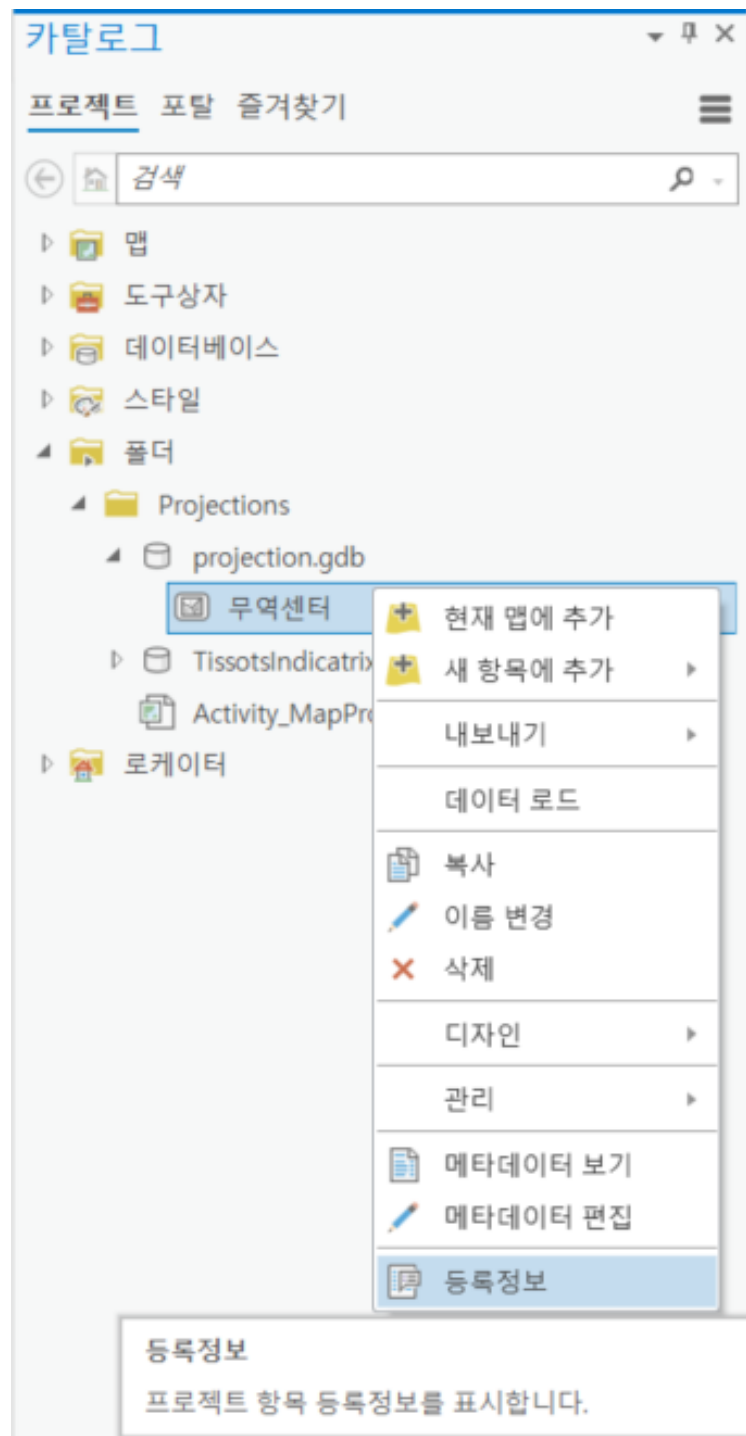 카탈로그
프로젝트 포탈 즐겨찾기
검색
맵
도구상자
데이터베이스
스타일
폴더
Projections
projection.gdb
무역센터
TissotsIndicatrix
Activity_MapPro
로케이터
현재 맵에 추가
새 항목에 추가
내보내기
데이터 로드
복사
이름 변경
삭제
디자인
관리
메타데이터 보기
메타데이터 편집
등록정보
등록정보
프로젝트 항목 등록정보를 표시합니다.